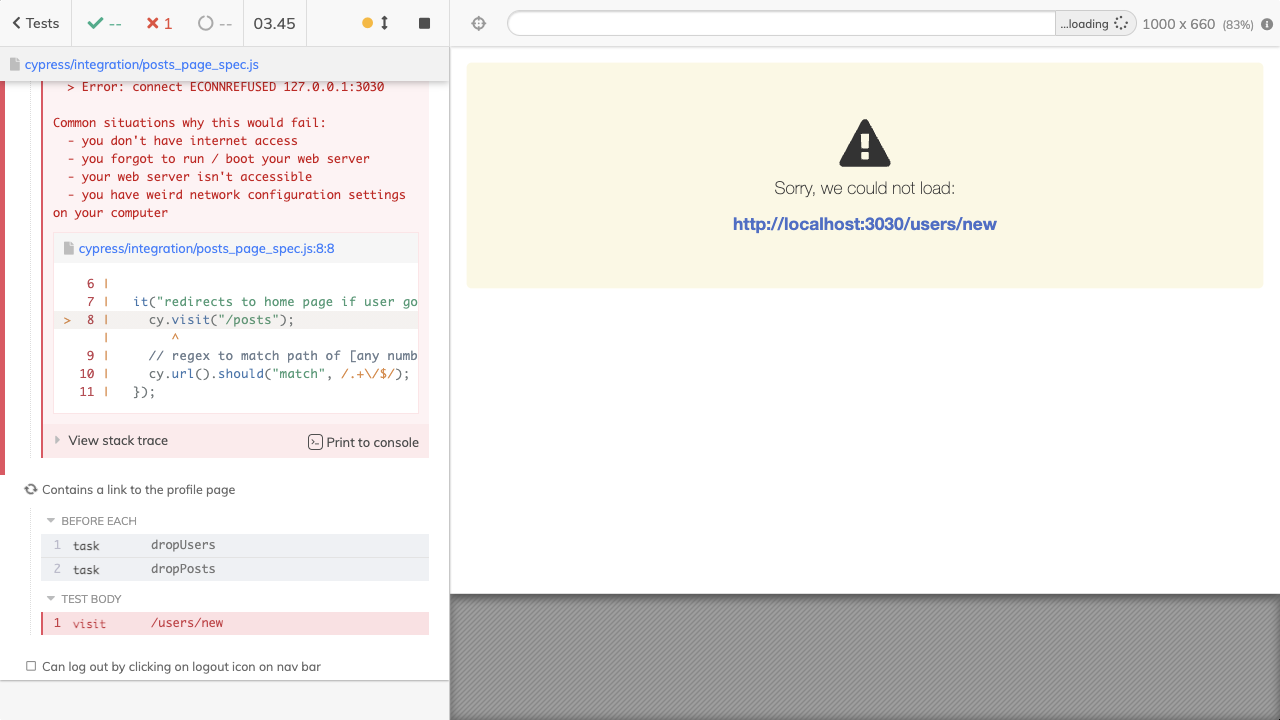 Tests
--
1
--
03.45
...loading
1000 x 660 (83%)
cypress/integration/posts_page_spec.js
> Error: connect ECONNREFUSED 127.0.0.1:3030
Common situations why this would fail:
- you don't have internet access
- you forgot to run / boot your web server
- your web server isn't accessible
- you have weird network configuration settings
on your computer
cypress/integration/posts_page_spec.js:8:8
6 |
7 | it("redirects to home page if user go
> 8 | cy.visit("/posts");
| ^
9 | // regex to match path of [any numb
10 | cy.url().should("match", /.+\/$/);
11 | });
View stack trace
Print to console
Contains a link to the profile page
BEFORE EACH
1 task dropUsers
2 task dropPosts
TEST BODY
1 visit /users/new
Can log out by clicking on logout icon on nav bar
Sorry, we could not load:
http://localhost:3030/users/new